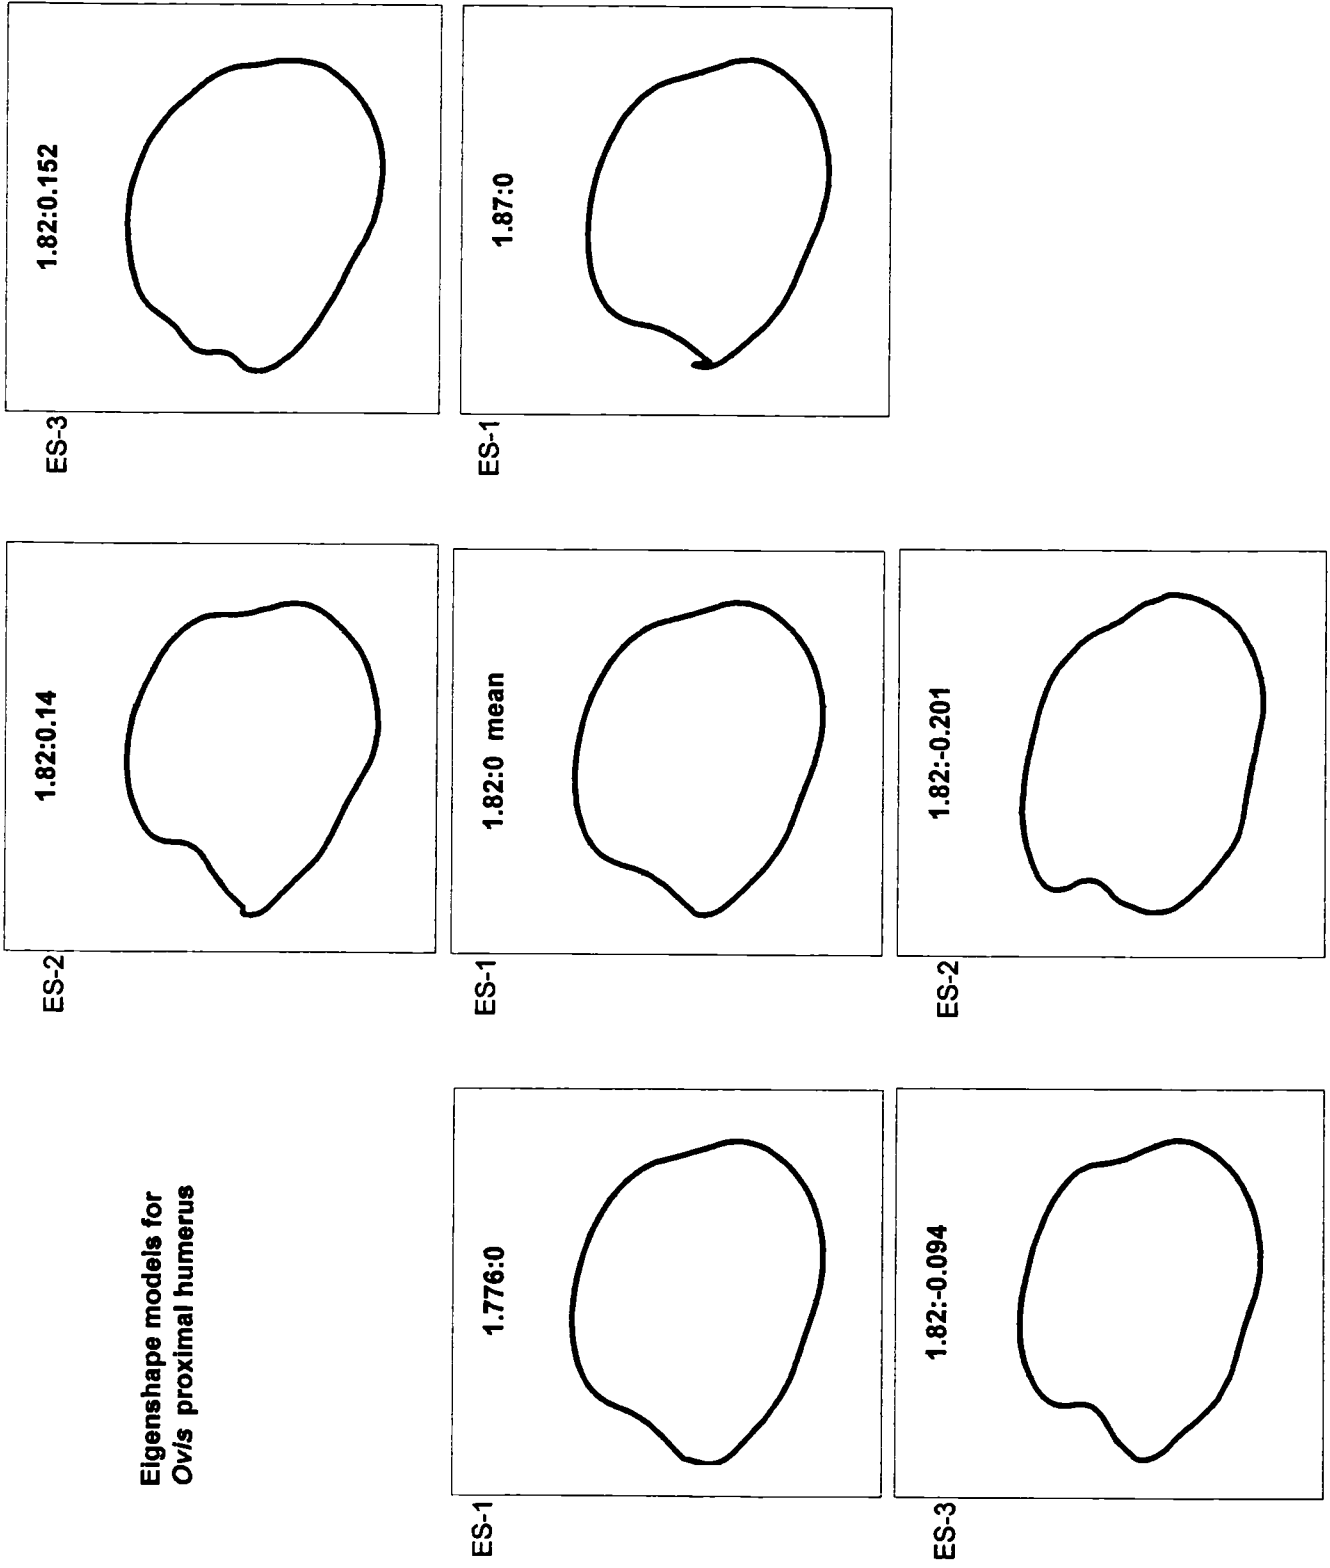 Eigenshape models for
Ovis proximal humerus
ES-2
1.82:0.14
ES-3
1.82:0.152
ES-1
1.776:0
ES-1
1.82:0 mean
ES-1
1.87:0
ES-3
1.82:-0.094
ES-2
1.82:-0.201